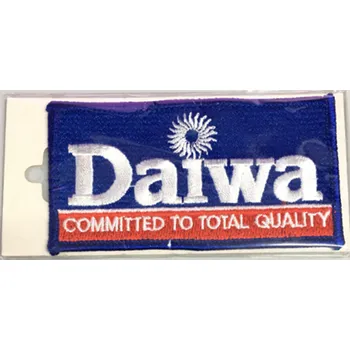 Daiwa
COMMITTED TO TOTAL QUALITY